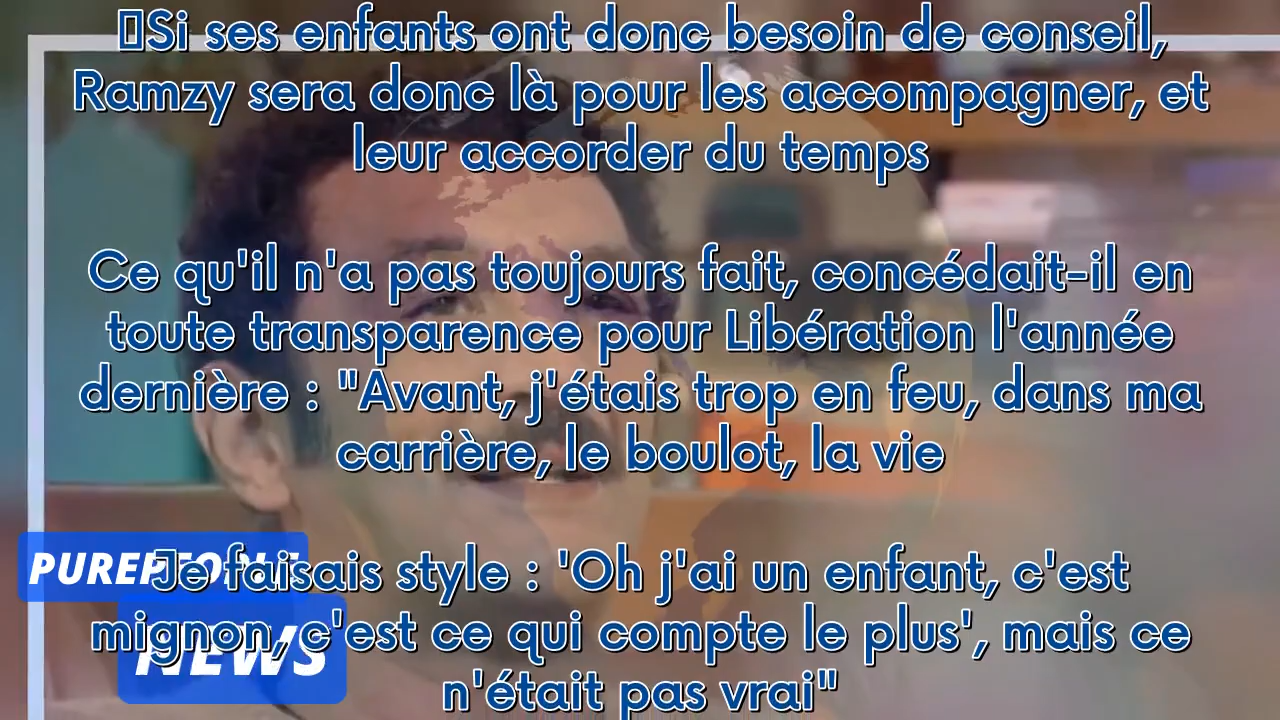 Si ses enfants ont donc besoin de conseil,
Ramzy sera donc là pour les accompagner, et
leur accorder du temps
Ce qu'il n'a pas toujours fait, concédait-il en
toute transparence pour Libération l'année
dernière : "Avant, j'étais trop en feu, dans ma
carrière, le boulot, la vie
Je faisais style : 'Oh j'ai un enfant, c'est
mignon, c'est ce qui compte le plus', mais ce
n'était pas vrai"
NEWS